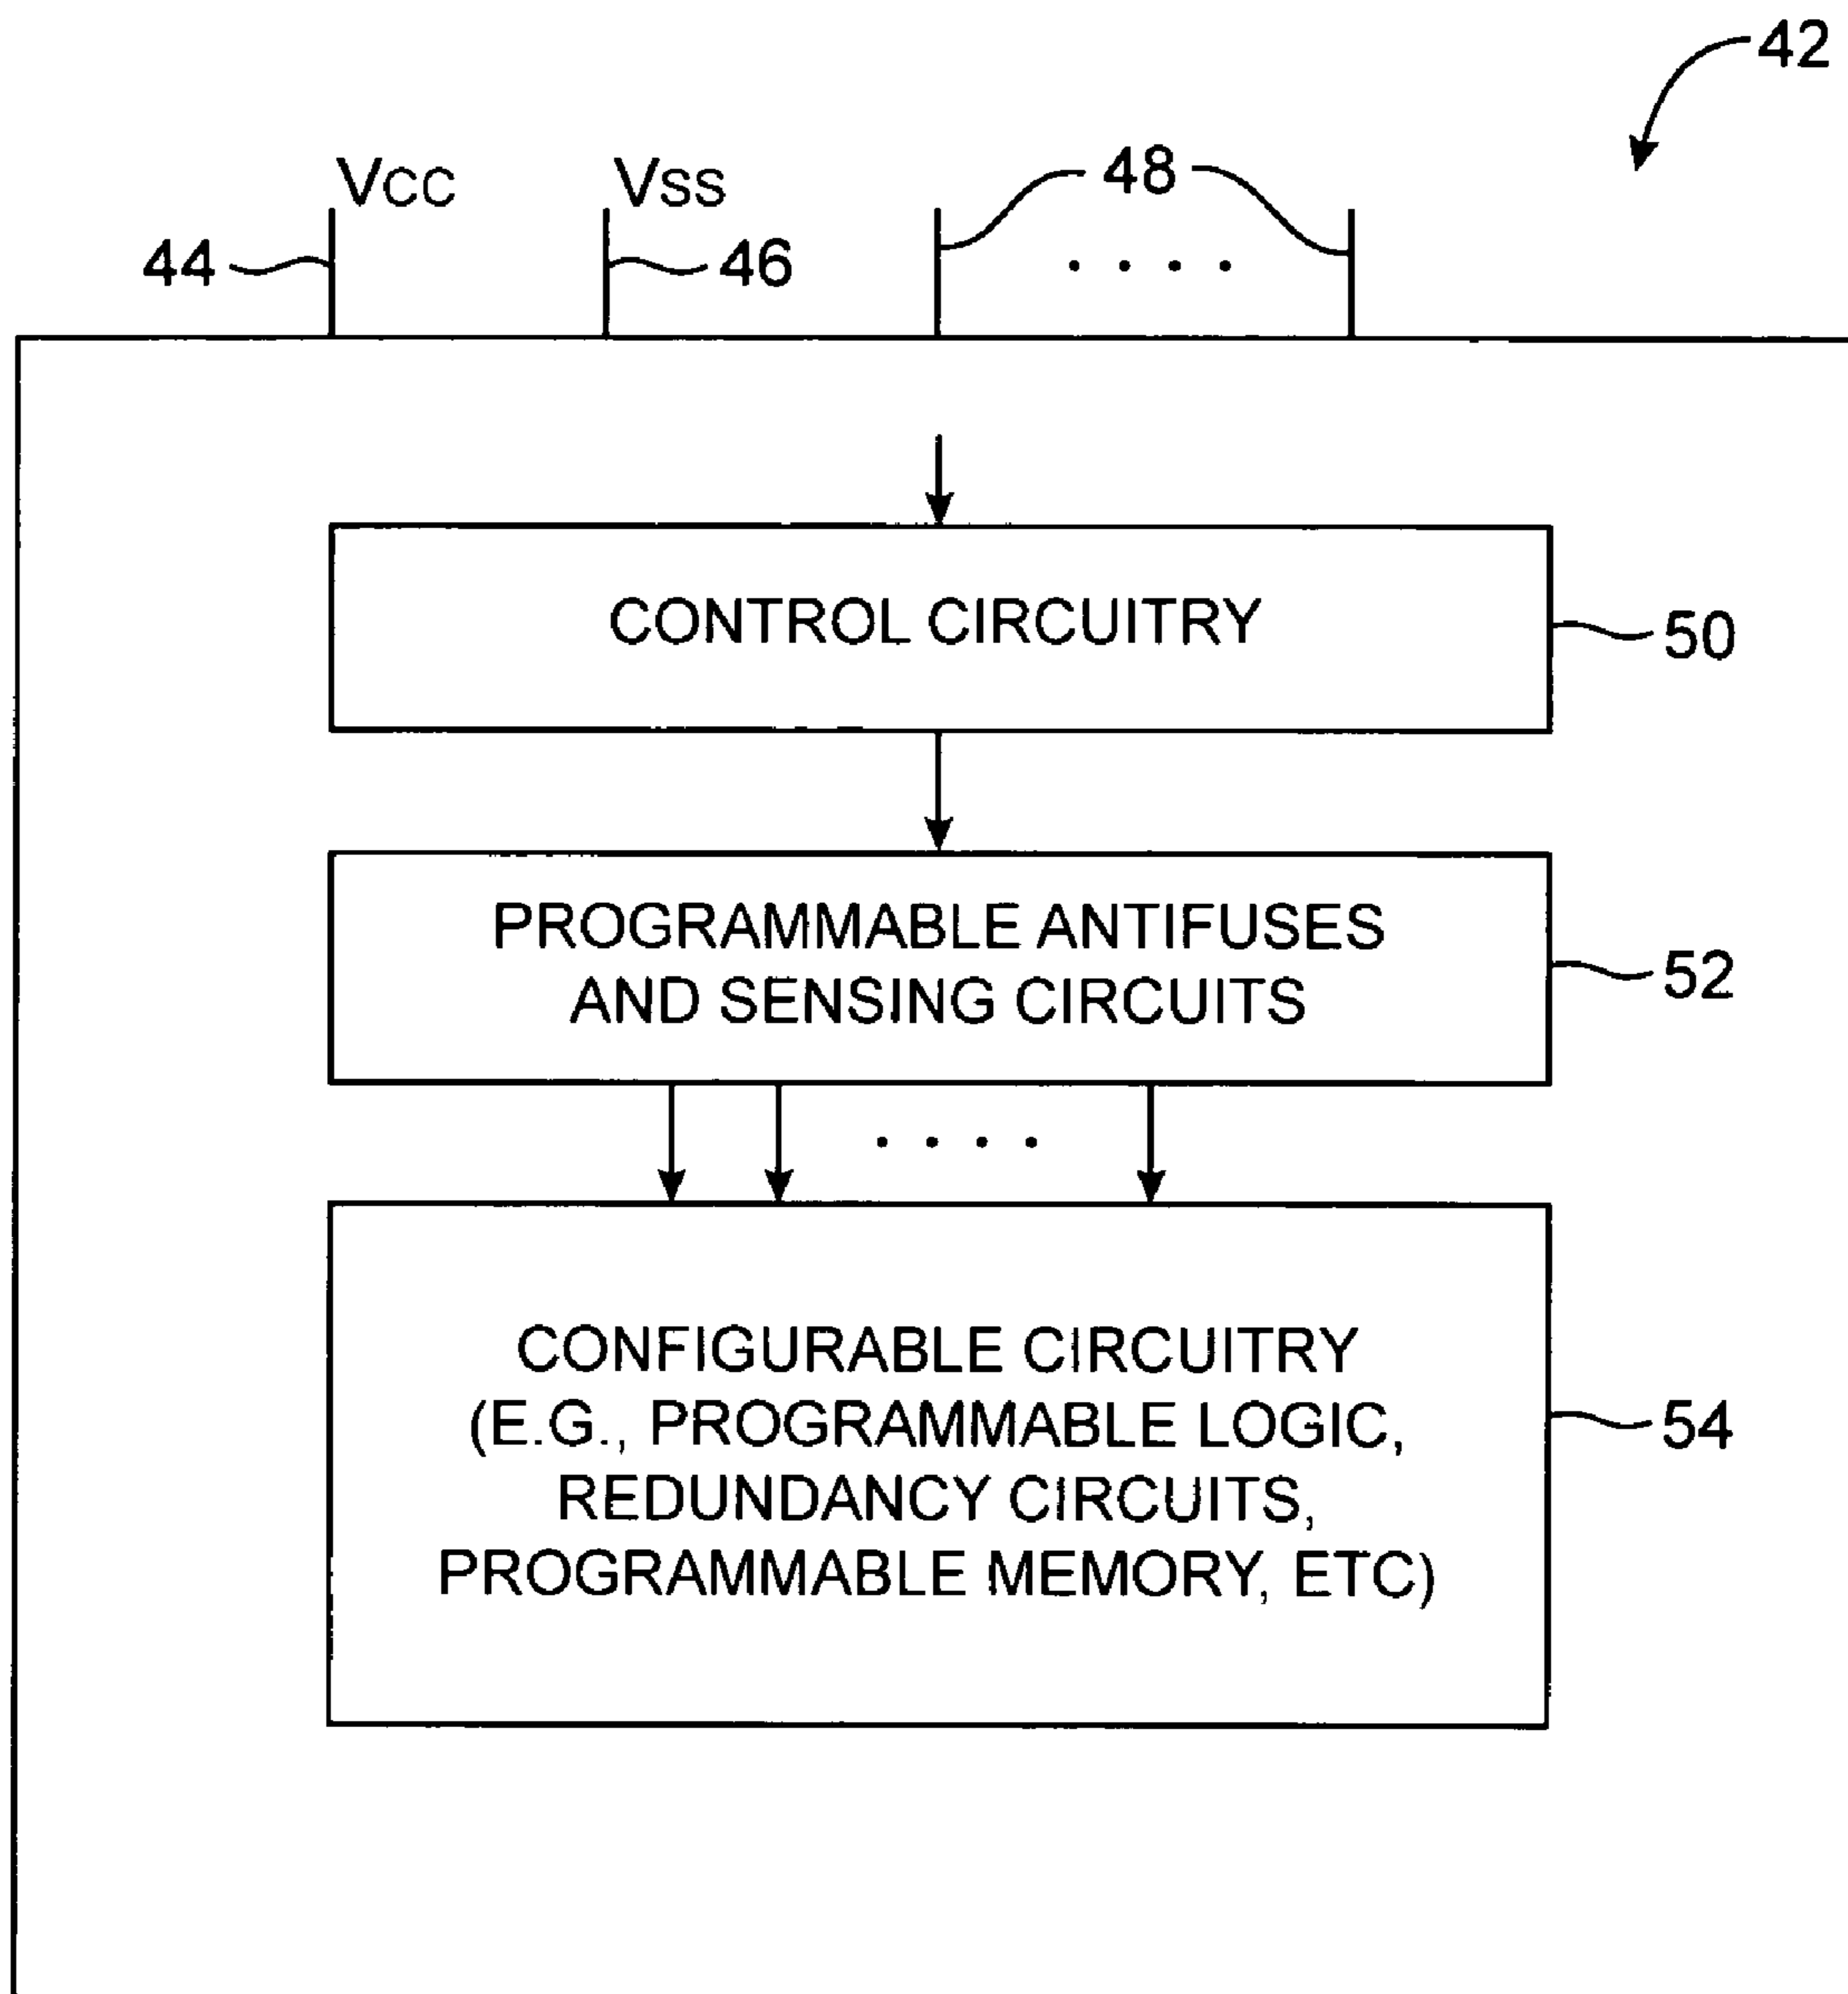 42
VCC VSS 48
44 46
CONTROL CIRCUITRY
50
PROGRAMMABLE ANTIFUSES
AND SENSING CIRCUITS
52
CONFIGURABLE CIRCUITRY
(E.G., PROGRAMMABLE LOGIC,
REDUNDANCY CIRCUITS,
PROGRAMMABLE MEMORY, ETC)
54